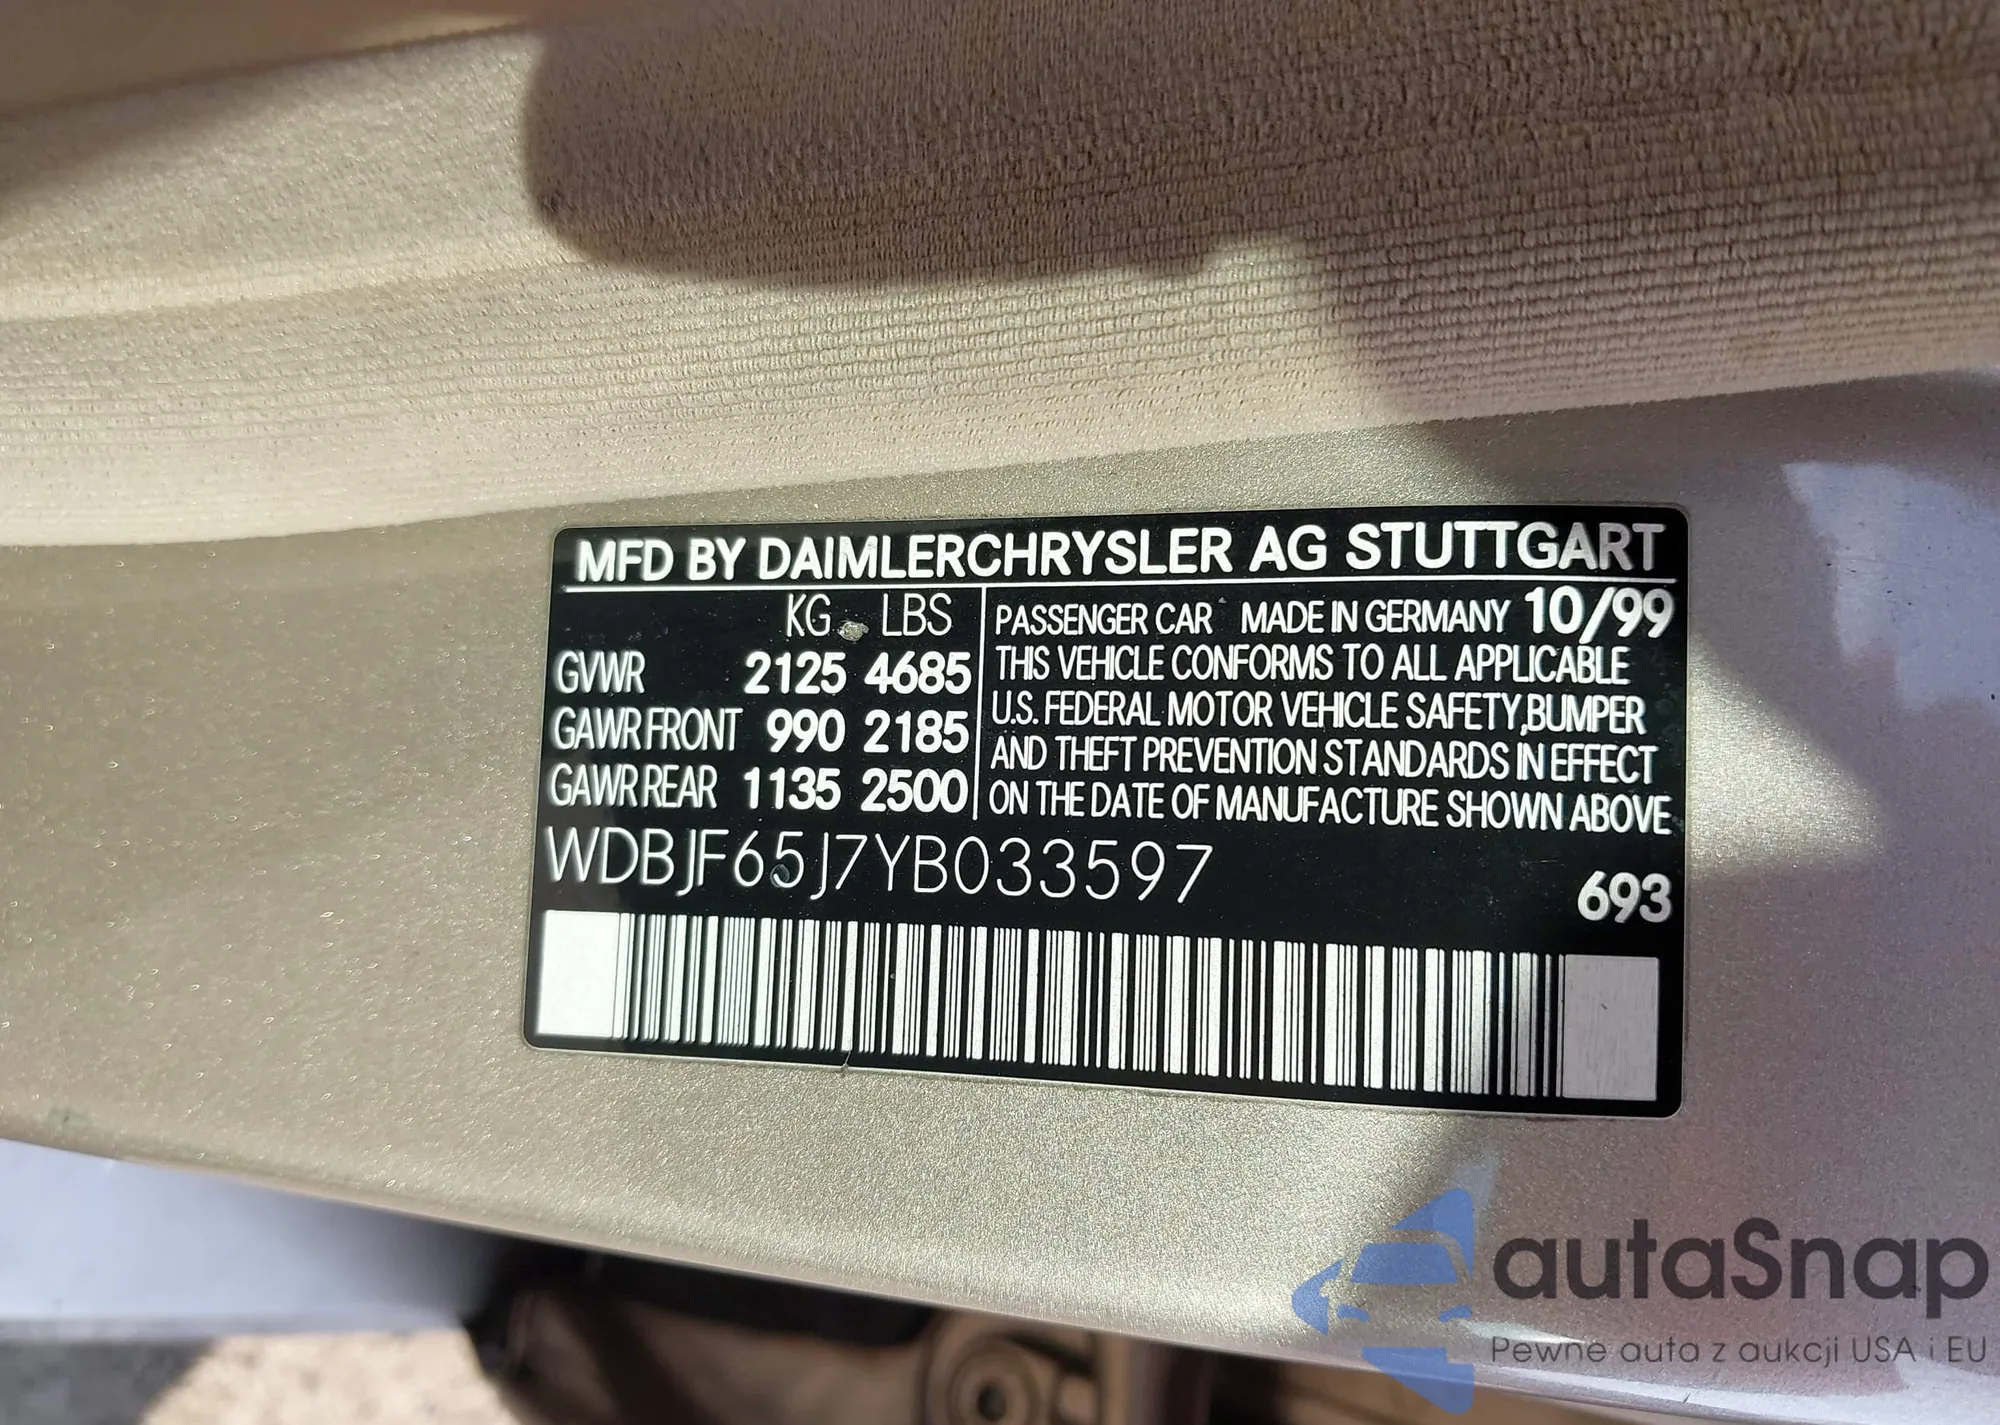 MFD BY DAIMLERCHRYSLER AG STUTTGART
KG LBS
GVWR 2125 4685
GAWR FRONT 990 2185
GAWR REAR 1135 2500
PASSENGER CAR MADE IN GERMANY 10/99
THIS VEHICLE CONFORMS TO ALL APPLICABLE
U.S. FEDERAL MOTOR VEHICLE SAFETY,BUMPER
AND THEFT PREVENTION STANDARDS IN EFFECT
ON THE DATE OF MANUFACTURE SHOWN ABOVE
WDBJF65J7YB033597
693
autaSnap
Pewne auta z aukcji USA i EU